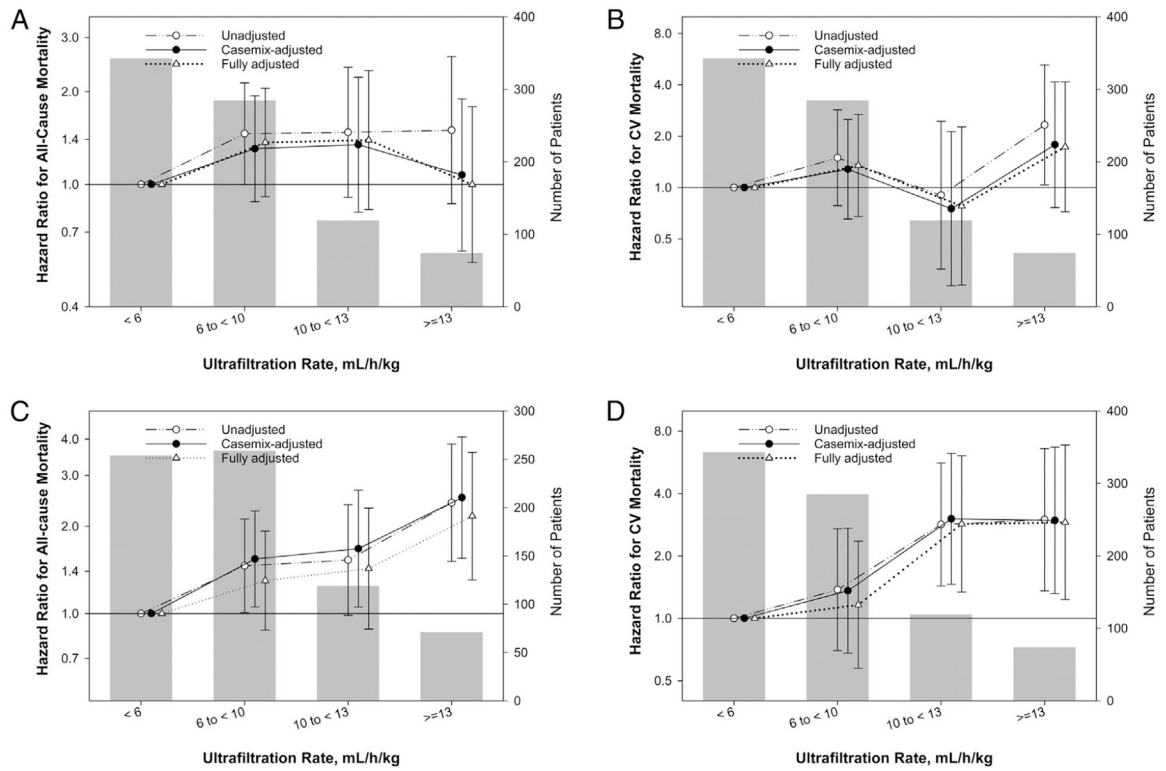 A
Hazard Ratio for All-Cause Mortality
3.0
2.0
1.4
1.0
0.7
0.4
Unadjusted
Casemix-adjusted
Fully adjusted
400
300
200
100
0
Number of Patients
< 6
6 to < 10
10 to < 13
>=13
Ultrafiltration Rate, mL/h/kg
B
Hazard Ratio for CV Mortality
8.0
4.0
2.0
1.0
0.5
Unadjusted
Casemix-adjusted
Fully adjusted
400
300
200
100
0
Number of Patients
< 6
6 to < 10
10 to < 13
>=13
Ultrafiltration Rate, mL/h/kg
C
Hazard Ratio for All-cause Mortality
4.0
3.0
2.0
1.4
1.0
0.7
Unadjusted
Casemix-adjusted
Fully adjusted
300
250
200
150
100
50
0
Number of Patients
< 6
6 to < 10
10 to < 13
>=13
Ultrafiltration Rate, mL/h/kg
D
Hazard Ratio for CV Mortality
8.0
4.0
2.0
1.0
0.5
Unadjusted
Casemix-adjusted
Fully adjusted
400
300
200
100
0
Number of Patients
< 6
6 to < 10
10 to < 13
>=13
Ultrafiltration Rate, mL/h/kg